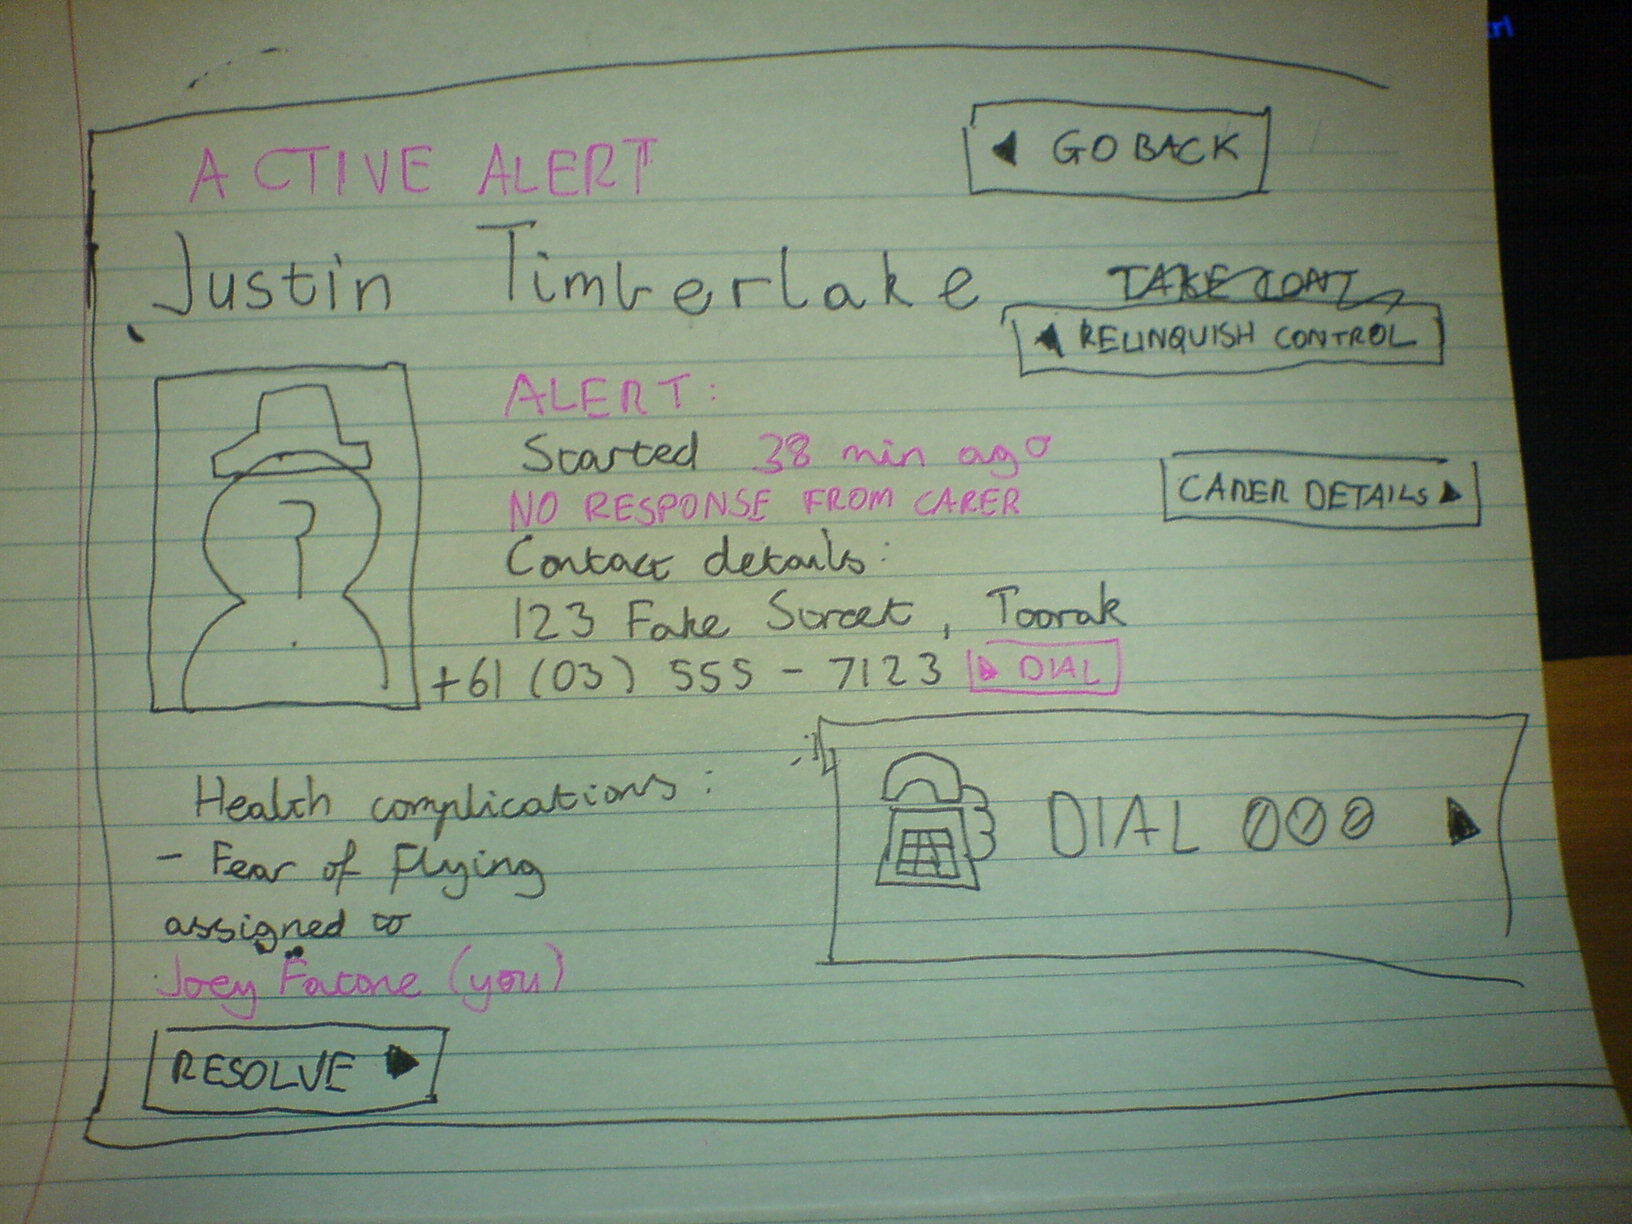 ACTIVE ALERT
◀ GO BACK
Justin Timberlake
◀ RELINQUISH CONTROL
ALERT:
Started 38 min ago
NO RESPONSE FROM CARER
CARER DETAILS ▶
Contact details:
123 Fake Street, Toorak
+61 (03) 555 - 7123 ▶ DIAL
Health complications:
- Fear of flying
DIAL 000 ▶
assigned to
Joey Fatone (you)
RESOLVE ▶
?